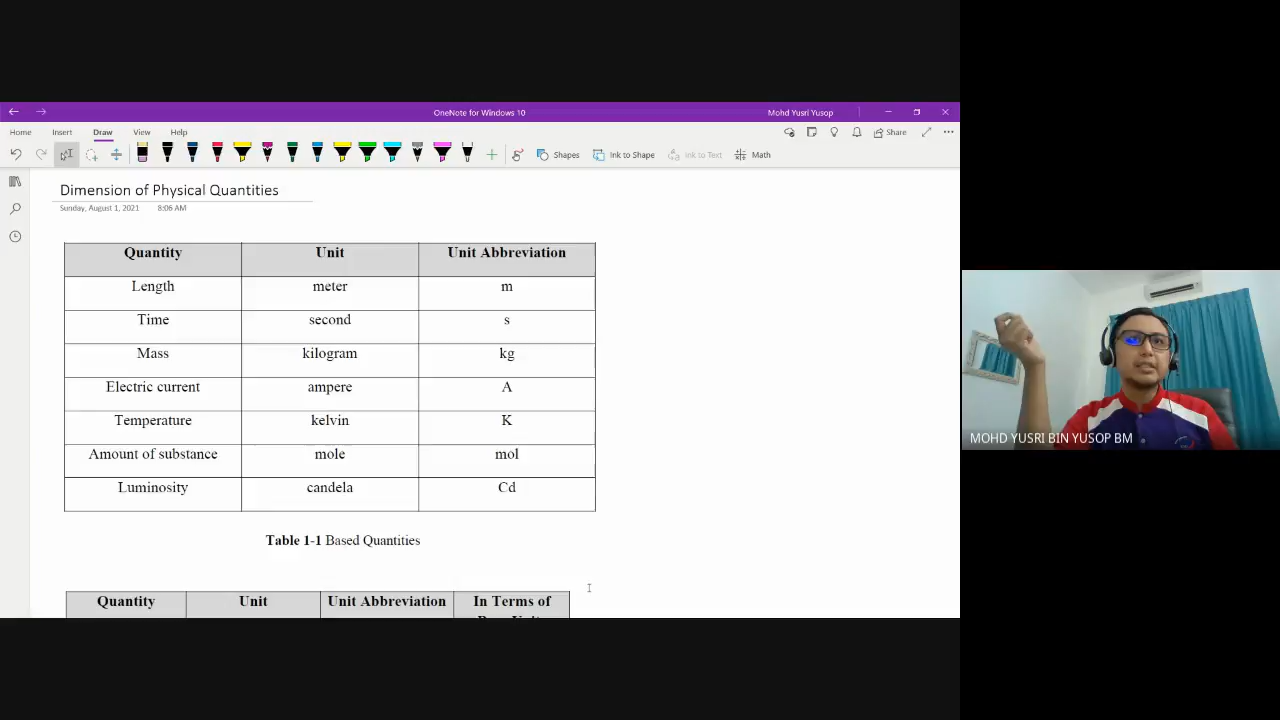 OneNote for Windows 10
Mohd Yusri Yusop
Home Insert Draw View Help
Share
Shapes Ink to Shape Ink to Text Math
Dimension of Physical Quantities
Sunday, August 1, 2021 8:06 AM
Quantity Unit Unit Abbreviation
Length meter m
Time second s
Mass kilogram kg
Electric current ampere A
Temperature kelvin K
Amount of substance mole mol
Luminosity candela Cd
Table 1-1 Based Quantities
Quantity Unit Unit Abbreviation In Terms of
MOHD YUSRI BIN YUSOP BM